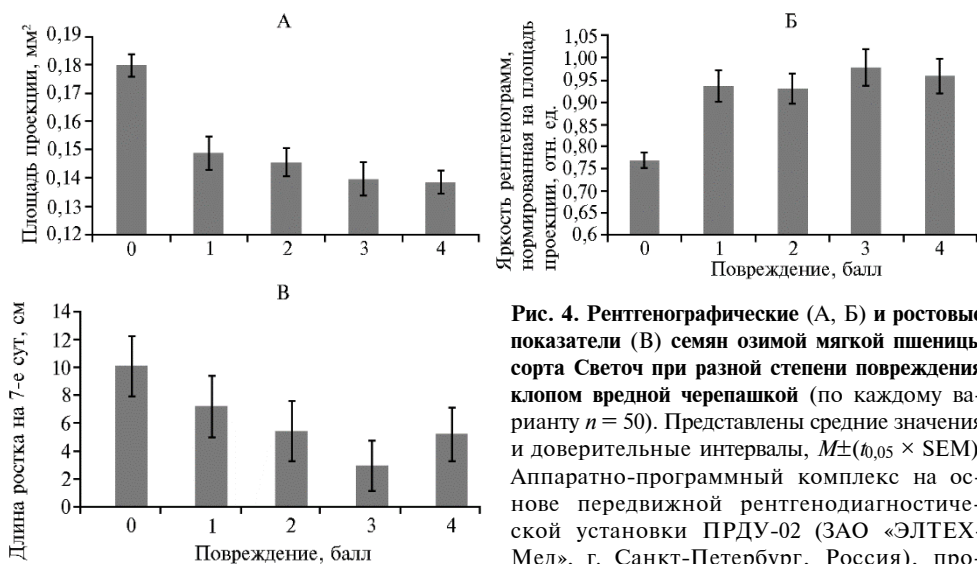 А
Площадь проекции, мм²
0,19
0,18
0,17
0,16
0,15
0,14
0,13
0,12
0 1 2 3 4
Б
Яркость рентгенограмм,
нормированная на площадь
проекции, отн. ед.
1,05
1,00
0,95
0,90
0,85
0,80
0,75
0,70
0,65
0,6
0 1 2 3 4
Повреждение, балл
В
Длина ростка на 7-е сут, см
14
12
10
8
6
4
2
0
0 1 2 3 4
Повреждение, балл
Рис. 4. Рентгенографические (А, Б) и ростовые
показатели (В) семян озимой мягкой пшеницы
сорта Светоч при разной степени повреждения
клопом вредной черепашкой (по каждому ва-
рианту n = 50). Представлены средние значения
и доверительные интервалы, M±(t0,05 × SEM)
Аппаратно-программный комплекс на ос-
нове передвижной рентгенодиагностиче-
ской установки ПРДУ-02 (ЗАО «ЭЛТЕХ-
Мед», г. Санкт-Петербург, Россия), про-